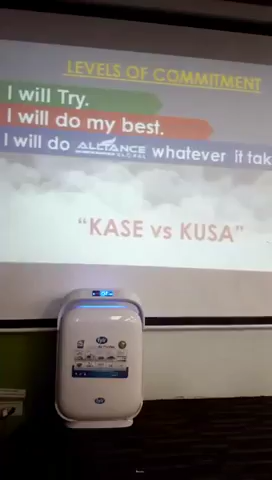 LEVELS OF COMMITMENT
I will Try.
I will do my best.
I will do ALLIANCE GLOBAL whatever it tak
"KASE vs KUSA"